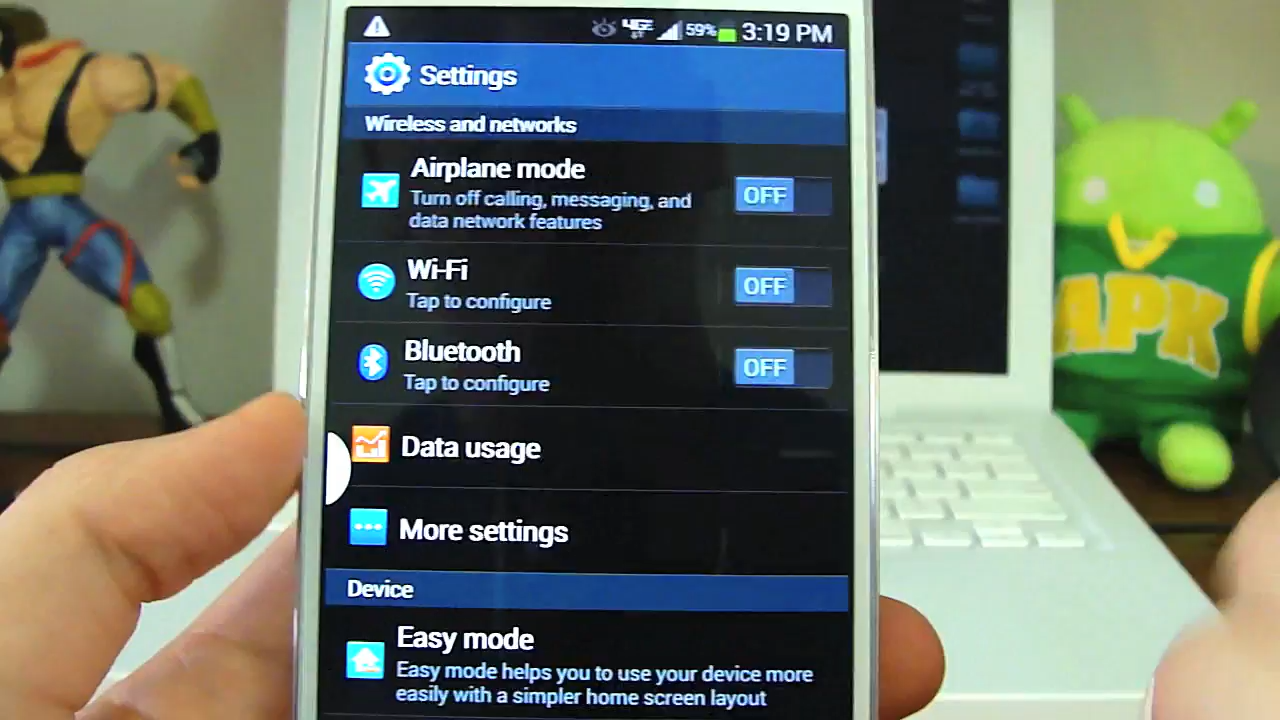 4G LTE 59% 3:19 PM
Settings
Wireless and networks
Airplane mode
Turn off calling, messaging, and
data network features
OFF
Wi-Fi
Tap to configure
OFF
Bluetooth
Tap to configure
OFF
Data usage
More settings
Device
Easy mode
Easy mode helps you to use your device more
easily with a simpler home screen layout
APK